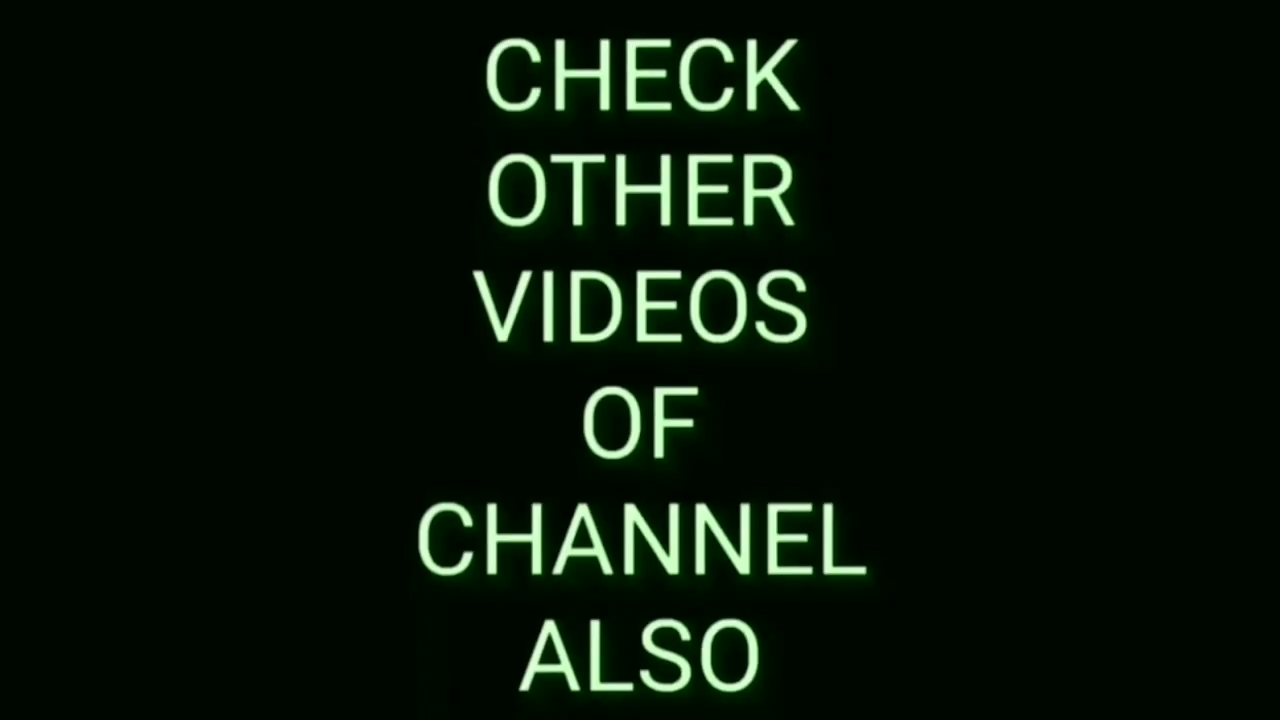 CHECK
OTHER
VIDEOS
OF
CHANNEL
ALSO